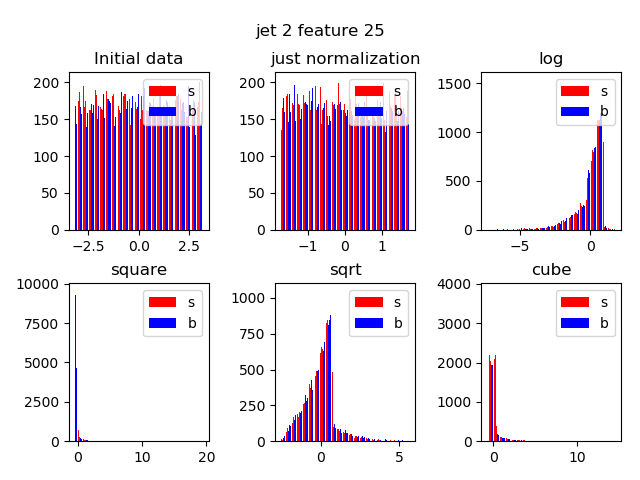 jet 2 feature 25
Initial data
just normalization
log
200
150
100
50
0
−2.5
0.0
2.5
s
b
200
150
100
50
0
−1
0
1
s
b
1500
1000
500
0
−5
0
s
b
square
sqrt
cube
10000
7500
5000
2500
0
0
10
20
s
b
1000
750
500
250
0
0
5
s
b
4000
3000
2000
1000
0
0
10
s
b